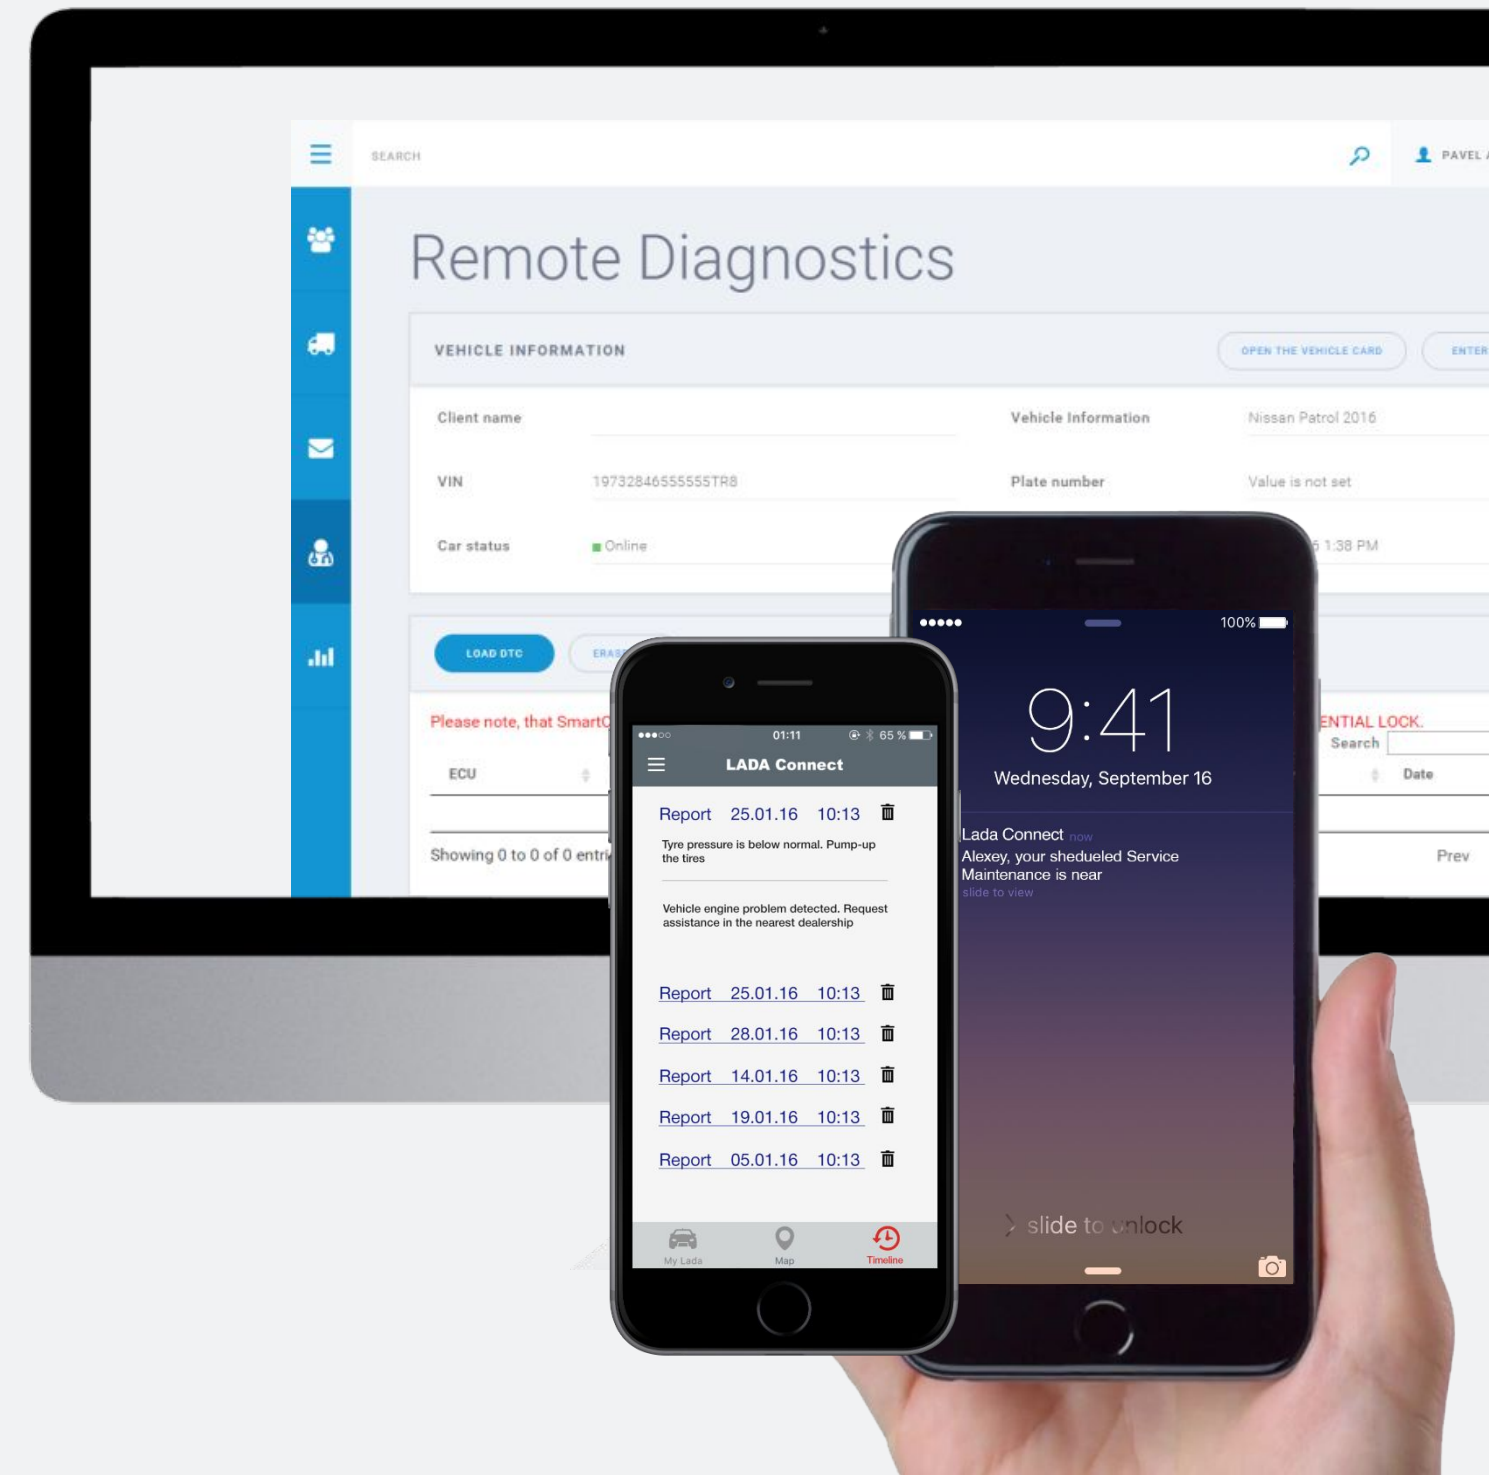 SEARCH
PAVEL
Remote Diagnostics
VEHICLE INFORMATION
OPEN THE VEHICLE CARD
ENTER
Client name
Vehicle Information
Nissan Patrol 2016
VIN
19732846555555TR8
Plate number
Value is not set
Car status
Online
1:38 PM
LOAD DTC
Please note, that
LOCK.
Search
ECU
Date
Showing 0 to 0 of 0
Prev
01:11
65 %
LADA Connect
Report 25.01.16 10:13
Tyre pressure is below normal. Pump-up
the tires
Vehicle engine problem detected. Request
assistance in the nearest dealership
Report 25.01.16 10:13
Report 28.01.16 10:13
Report 14.01.16 10:13
Report 19.01.16 10:13
Report 05.01.16 10:13
My Lada
Map
Timeline
100%
9:41
Wednesday, September 16
Lada Connect now
Alexey, your shedueled Service
Maintenance is near
slide to view
slide to unlock